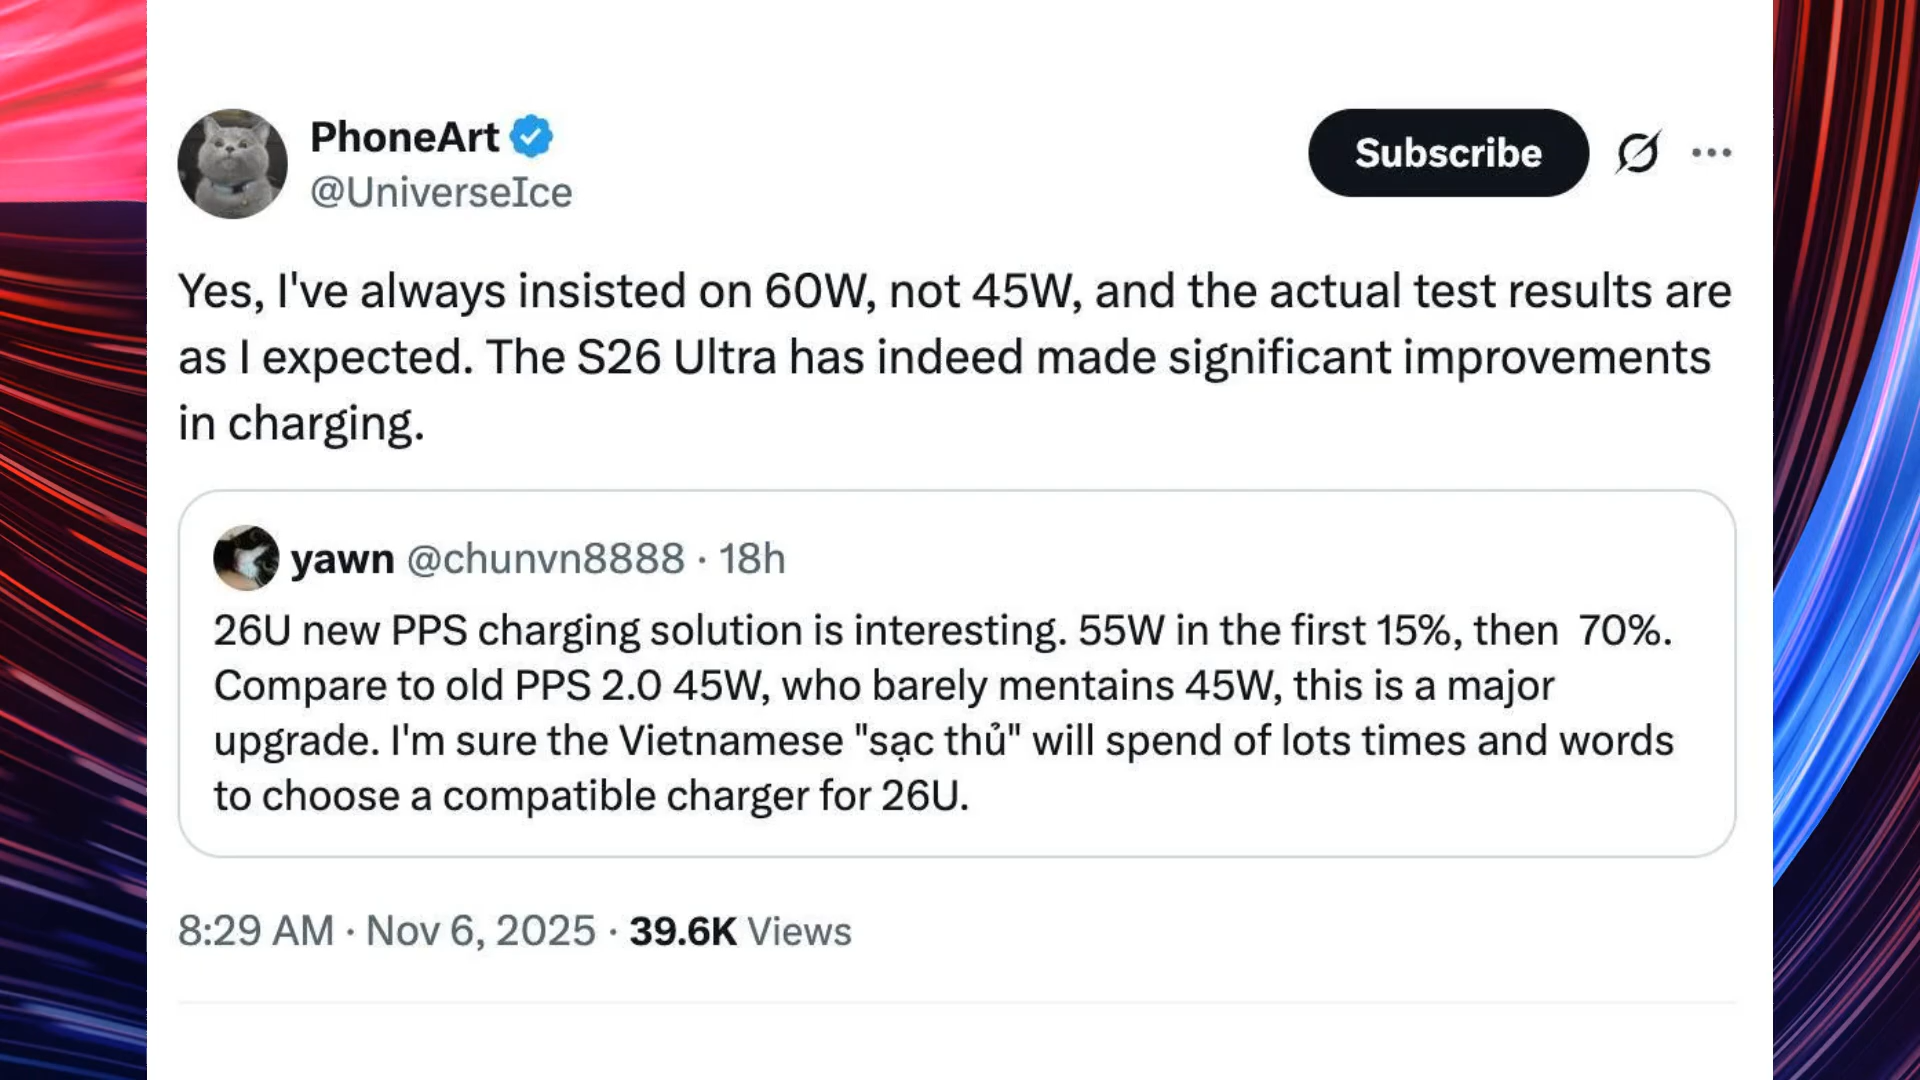 PhoneArt
@UniverseIce
Subscribe
Yes, I've always insisted on 60W, not 45W, and the actual test results are
as I expected. The S26 Ultra has indeed made significant improvements
in charging.
yawn @chunvn8888 · 18h
26U new PPS charging solution is interesting. 55W in the first 15%, then  70%.
Compare to old PPS 2.0 45W, who barely mentains 45W, this is a major
upgrade. I'm sure the Vietnamese "sạc thủ" will spend of lots times and words
to choose a compatible charger for 26U.
8:29 AM · Nov 6, 2025 · 39.6K Views